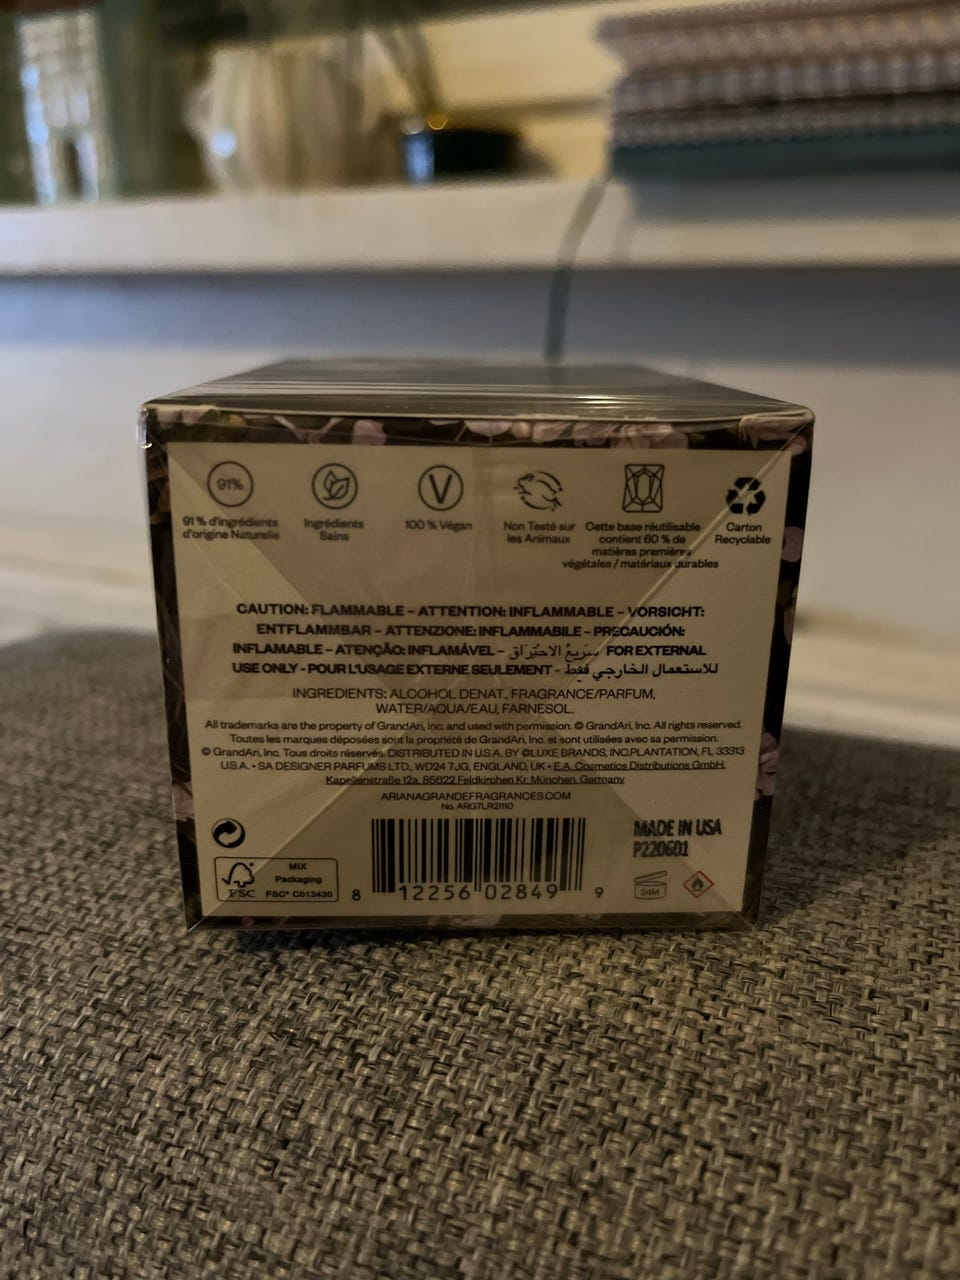 91%
91 % d'ingrédients
d'origine Naturelle
Ingrédients
Sains
V
100 % Végan
Non Testé sur
les Animaux
Cette base réutilisable
contient 60 % de
matières premières
végétales / matériaux durables
Carton
Recyclable
CAUTION: FLAMMABLE – ATTENTION: INFLAMMABLE – VORSICHT:
ENTFLAMMBAR – ATTENZIONE: INFLAMMABILE – PRECAUCIÓN:
INFLAMABLE – ATENÇÃO: INFLAMÁVEL – سَريعُ الاحتِراق FOR EXTERNAL
USE ONLY - POUR L'USAGE EXTERNE SEULEMENT - للاستعمال الخارجي فقط
INGREDIENTS: ALCOHOL DENAT., FRAGRANCE/PARFUM,
WATER/AQUA/EAU, FARNESOL.
All trademarks are the property of GrandAri, Inc. and used with permission. © GrandAri, Inc. All rights reserved.
Toutes les marques déposées sont la propriété de GrandAri, Inc. et sont utilisées avec sa permission.
© GrandAri, Inc. Tous droits réservés. DISTRIBUTED IN U.S.A. BY ©LUXE BRANDS, INC.PLANTATION, FL 33313
U.S.A. • SA DESIGNER PARFUMS LTD, WD24 7JG, ENGLAND, UK • E.A. Cosmetics Distributions GmbH,
Kapellenstraße 12a, 85622 Feldkirchen Kr. München, Germany
ARIANAGRANDEFRAGRANCES.COM
No. ARG7LR21110
MADE IN USA
P220601
MIX
Packaging
FSC® C013430
FSC
8 12256 02849 9
24M